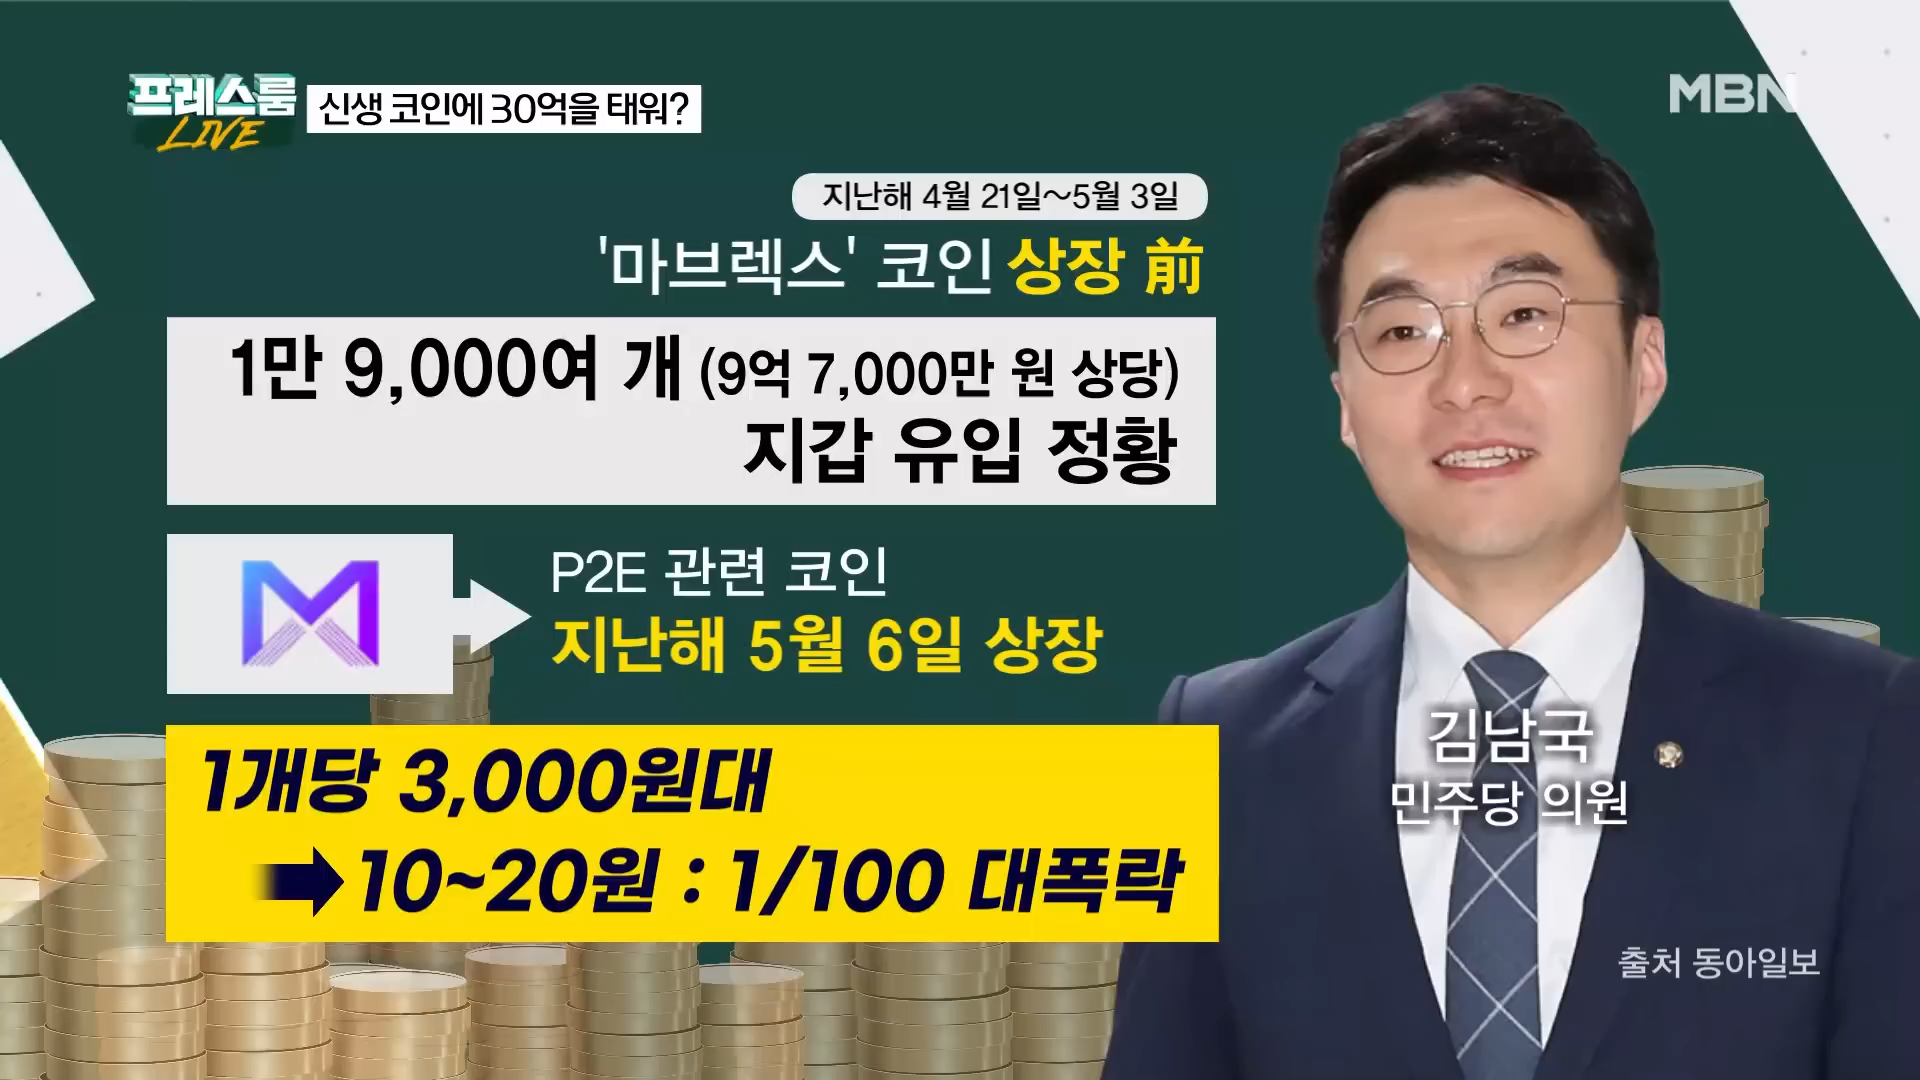 프레스룸
LIVE
신생 코인에 30억을 태워?
MBN
지난해 4월 21일~5월 3일
'마브렉스' 코인 상장 前
1만 9,000여 개 (9억 7,000만 원 상당)
지갑 유입 정황
P2E 관련 코인
지난해 5월 6일 상장
1개당 3,000원대
10~20원 : 1/100 대폭락
김남국
민주당 의원
출처 동아일보